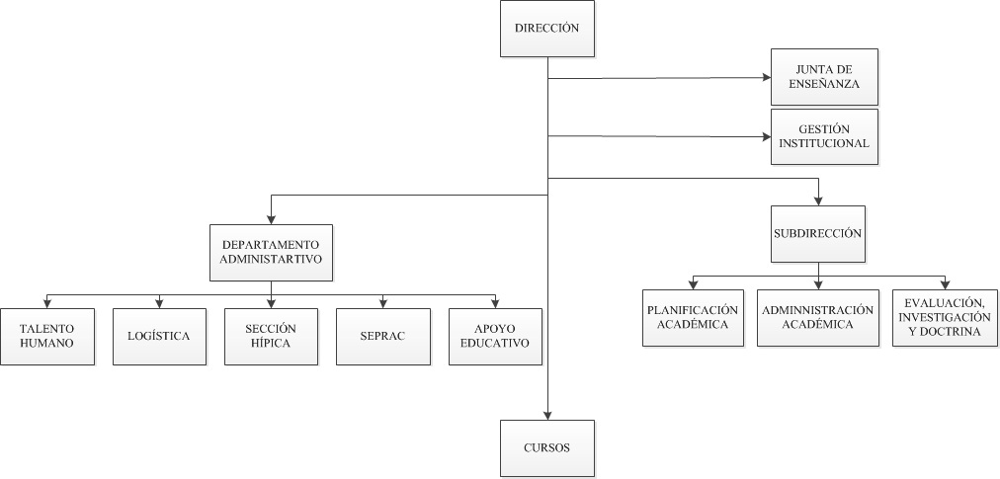 DIRECCIÓN
JUNTA DE
ENSEÑANZA
GESTIÓN
INSTITUCIONAL
SUBDIRECCIÓN
DEPARTAMENTO
ADMINISTARTIVO
PLANIFICACIÓN
ACADÉMICA
ADMINNISTRACIÓN
ACADÉMICA
EVALUACIÓN,
INVESTIGACIÓN
Y DOCTRINA
TALENTO
HUMANO
LOGÍSTICA
SECCIÓN
HÍPICA
SEPRAC
APOYO
EDUCATIVO
CURSOS